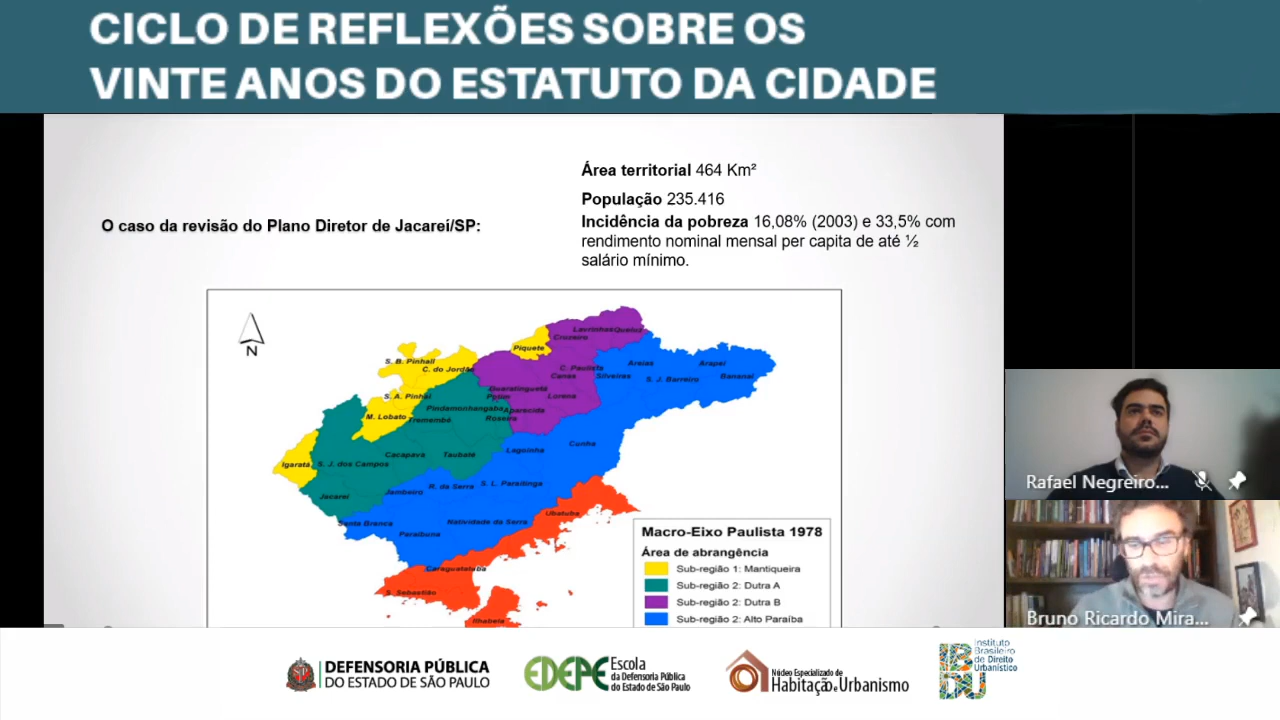 CICLO DE REFLEXÕES SOBRE OS
VINTE ANOS DO ESTATUTO DA CIDADE
O caso da revisão do Plano Diretor de Jacareí/SP:
Área territorial 464 Km²
População 235.416
Incidência da pobreza 16,08% (2003) e 33,5% com
rendimento nominal mensal per capita de até ½
salário mínimo.
N
Lavrinhas
Queluz
Cruzeiro
Piquete
S. B. Pinhall
C. do Jordão
Areias
Arapeí
C. Paulista
Canas
Silveiras
S. J. Barreiro
Bananal
Guaratinguetá
Potim
Lorena
S. A. Pinhal
Pindamonhangaba
Aparecida
M. Lobato
Tremembé
Roseira
Cunha
Lagoinha
Caçapava
Taubaté
Igaratá
S. J. dos Campos
R. da Serra
S. L. Paraitinga
Jambeiro
Jacareí
Ubatuba
Santa Branca
Natividade da Serra
Paraibuna
Caraguatatuba
S. Sebastião
Ilhabela
Macro-Eixo Paulista 1978
Área de abrangência
Sub-região 1: Mantiqueira
Sub-região 2: Dutra A
Sub-região 2: Dutra B
Sub-região 2: Alto Paraíba
Rafael Negreiro...
Bruno Ricardo Mira...
DEFENSORIA PÚBLICA
DO ESTADO DE SÃO PAULO
EDEPE
Escola
da Defensoria Pública
do Estado de São Paulo
Núcleo Especializado de
Habitação e Urbanismo
IBDU
Instituto
Brasileiro
de Direito
Urbanístico